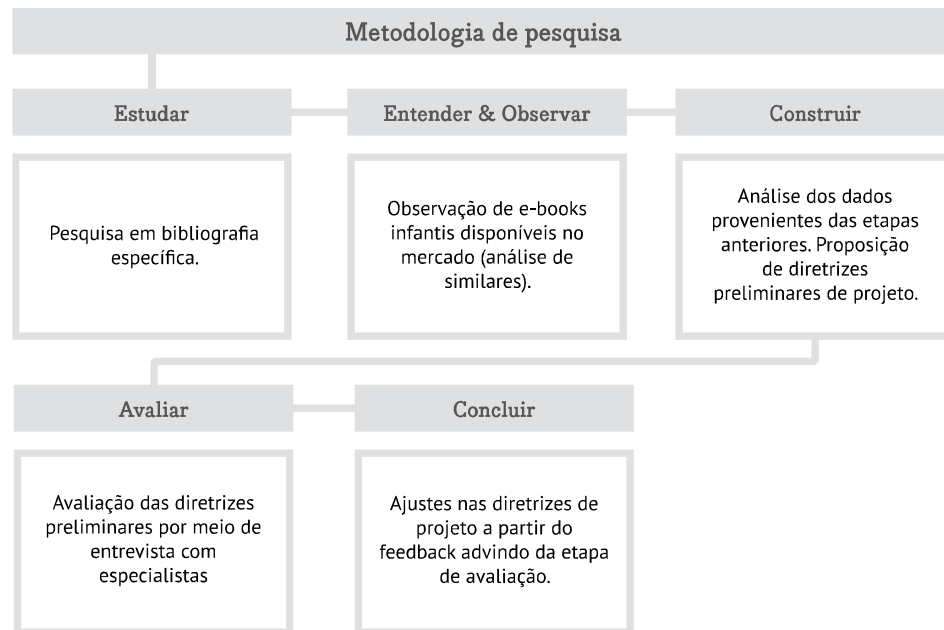 Metodologia de pesquisa
Estudar
Entender & Observar
Construir
Pesquisa em bibliografia
específica.
Observação de e-books
infantis disponíveis no
mercado (análise de
similares).
Análise dos dados
provenientes das etapas
anteriores. Proposição
de diretrizes
preliminares de projeto.
Avaliar
Concluir
Avaliação das diretrizes
preliminares por meio de
entrevista com
especialistas
Ajustes nas diretrizes de
projeto a partir do
feedback advindo da etapa
de avaliação.